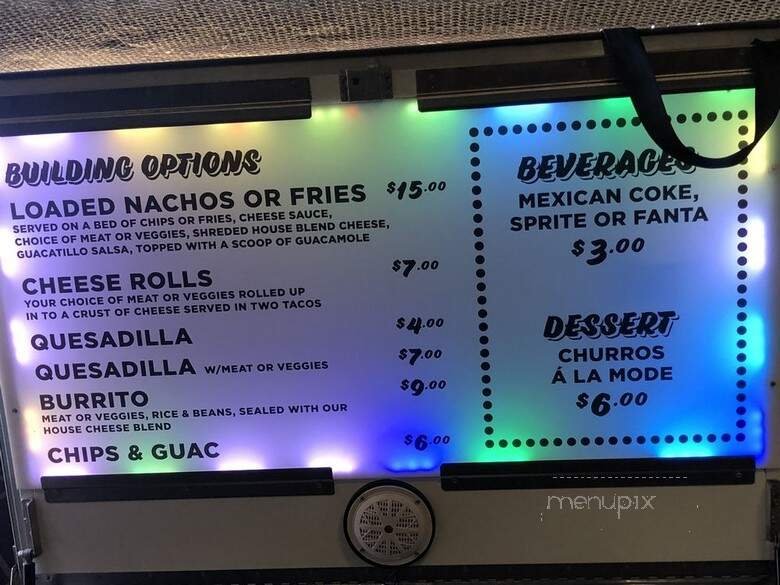 BUILDING OPTIONS
LOADED NACHOS OR FRIES $15.00
SERVED ON A BED OF CHIPS OR FRIES, CHEESE SAUCE,
CHOICE OF MEAT OR VEGGIES, SHREDED HOUSE BLEND CHEESE,
GUACATILLO SALSA, TOPPED WITH A SCOOP OF GUACAMOLE
CHEESE ROLLS $7.00
YOUR CHOICE OF MEAT OR VEGGIES ROLLED UP
IN TO A CRUST OF CHEESE SERVED IN TWO TACOS
QUESADILLA $4.00
QUESADILLA W/MEAT OR VEGGIES $7.00
BURRITO $9.00
MEAT OR VEGGIES, RICE & BEANS, SEALED WITH OUR
HOUSE CHEESE BLEND
CHIPS & GUAC $6.00
BEVERAGES
MEXICAN COKE,
SPRITE OR FANTA
$3.00
DESSERT
CHURROS
Á LA MODE
$6.00
menupix